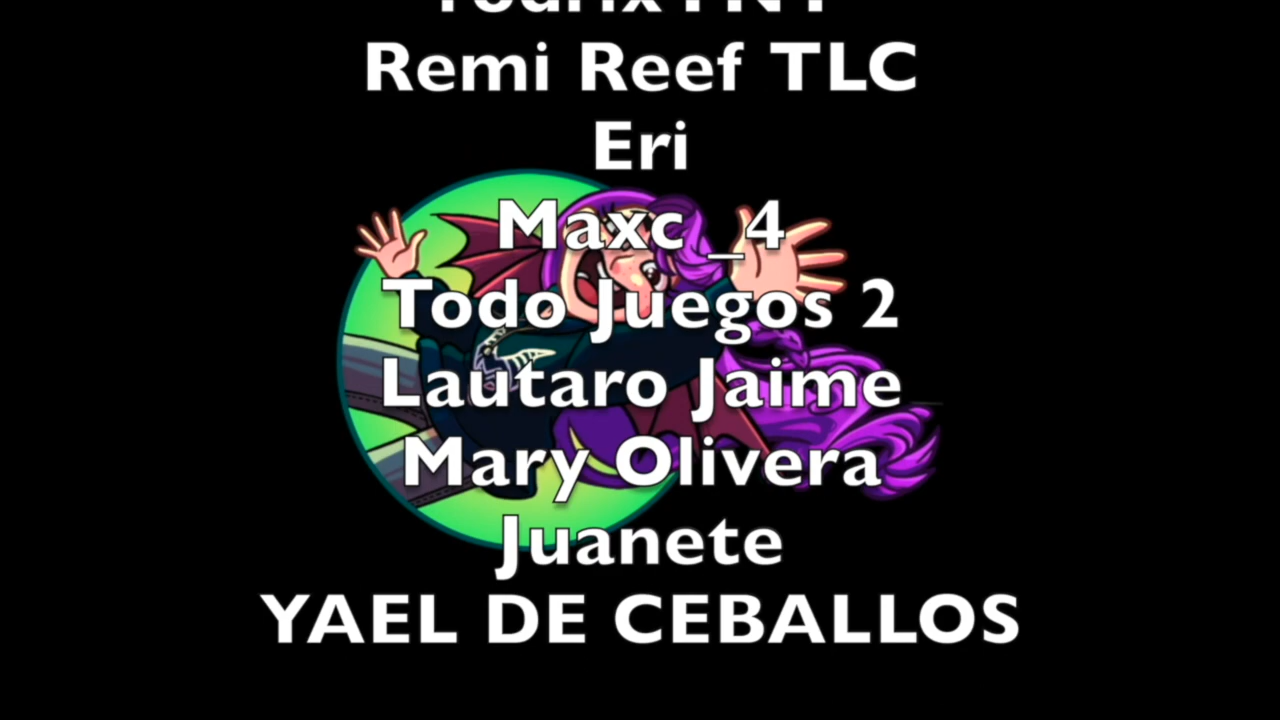 Remi Reef TLC
Eri
Maxc _4
Todo Juegos 2
Lautaro Jaime
Mary Olivera
Juanete
YAEL DE CEBALLOS